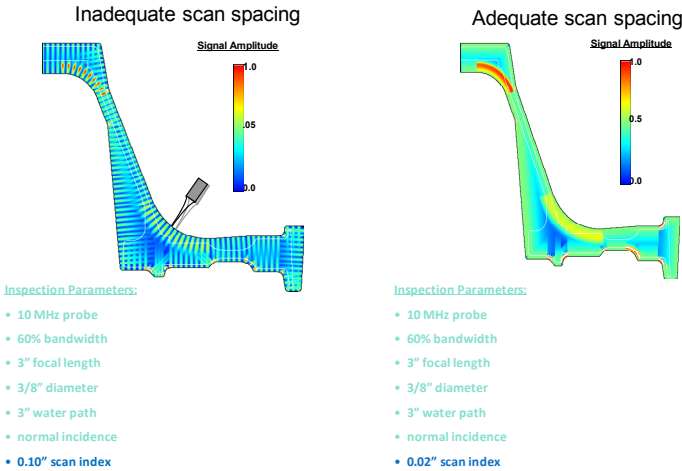 Inadequate scan spacing
Signal Amplitude
1.0
.05
0.0
Inspection Parameters:
• 10 MHz probe
• 60% bandwidth
• 3” focal length
• 3/8” diameter
• 3” water path
• normal incidence
• 0.10” scan index
Adequate scan spacing
Signal Amplitude
1.0
0.5
0.0
Inspection Parameters:
• 10 MHz probe
• 60% bandwidth
• 3” focal length
• 3/8” diameter
• 3” water path
• normal incidence
• 0.02” scan index